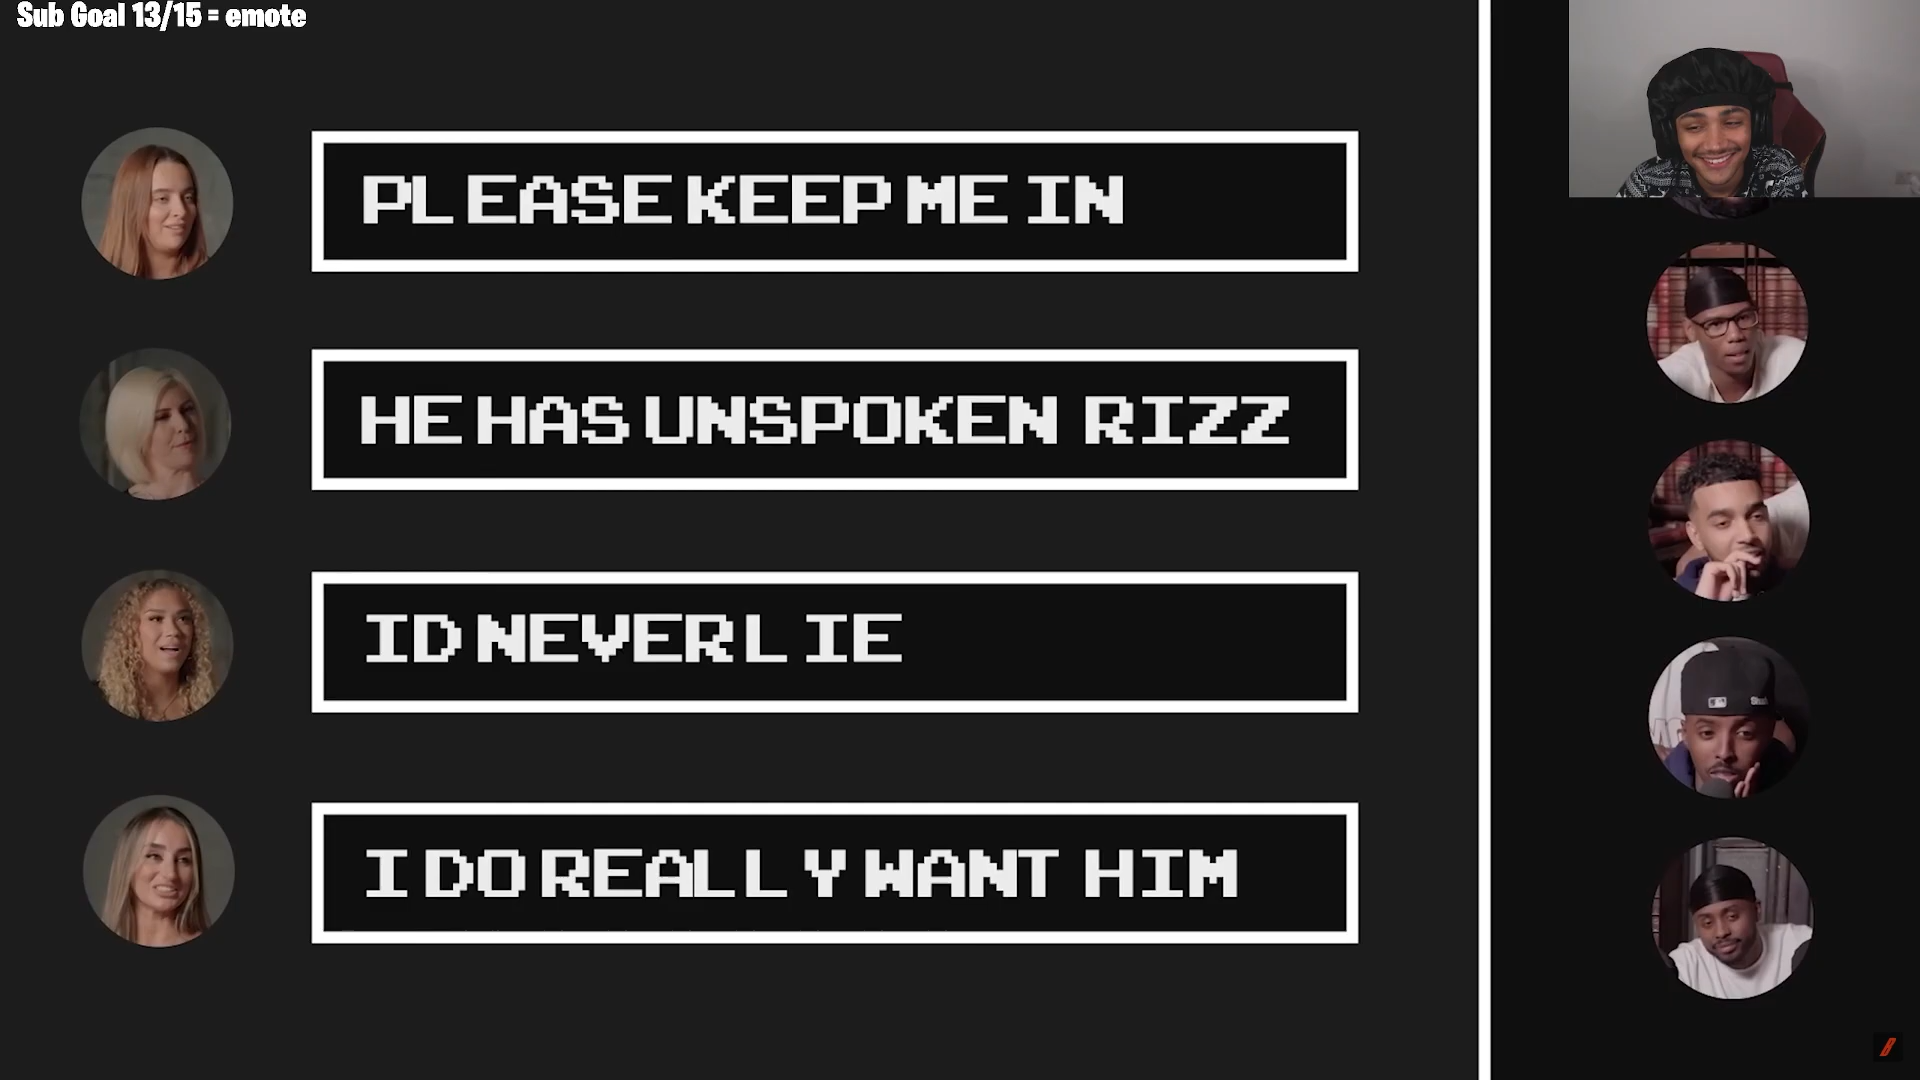 Sub Goal 13/15 = emote
PLEASE KEEP ME IN
HE HAS UNSPOKEN RIZZ
ID NEVER LIE
I DO REALLY WANT HIM